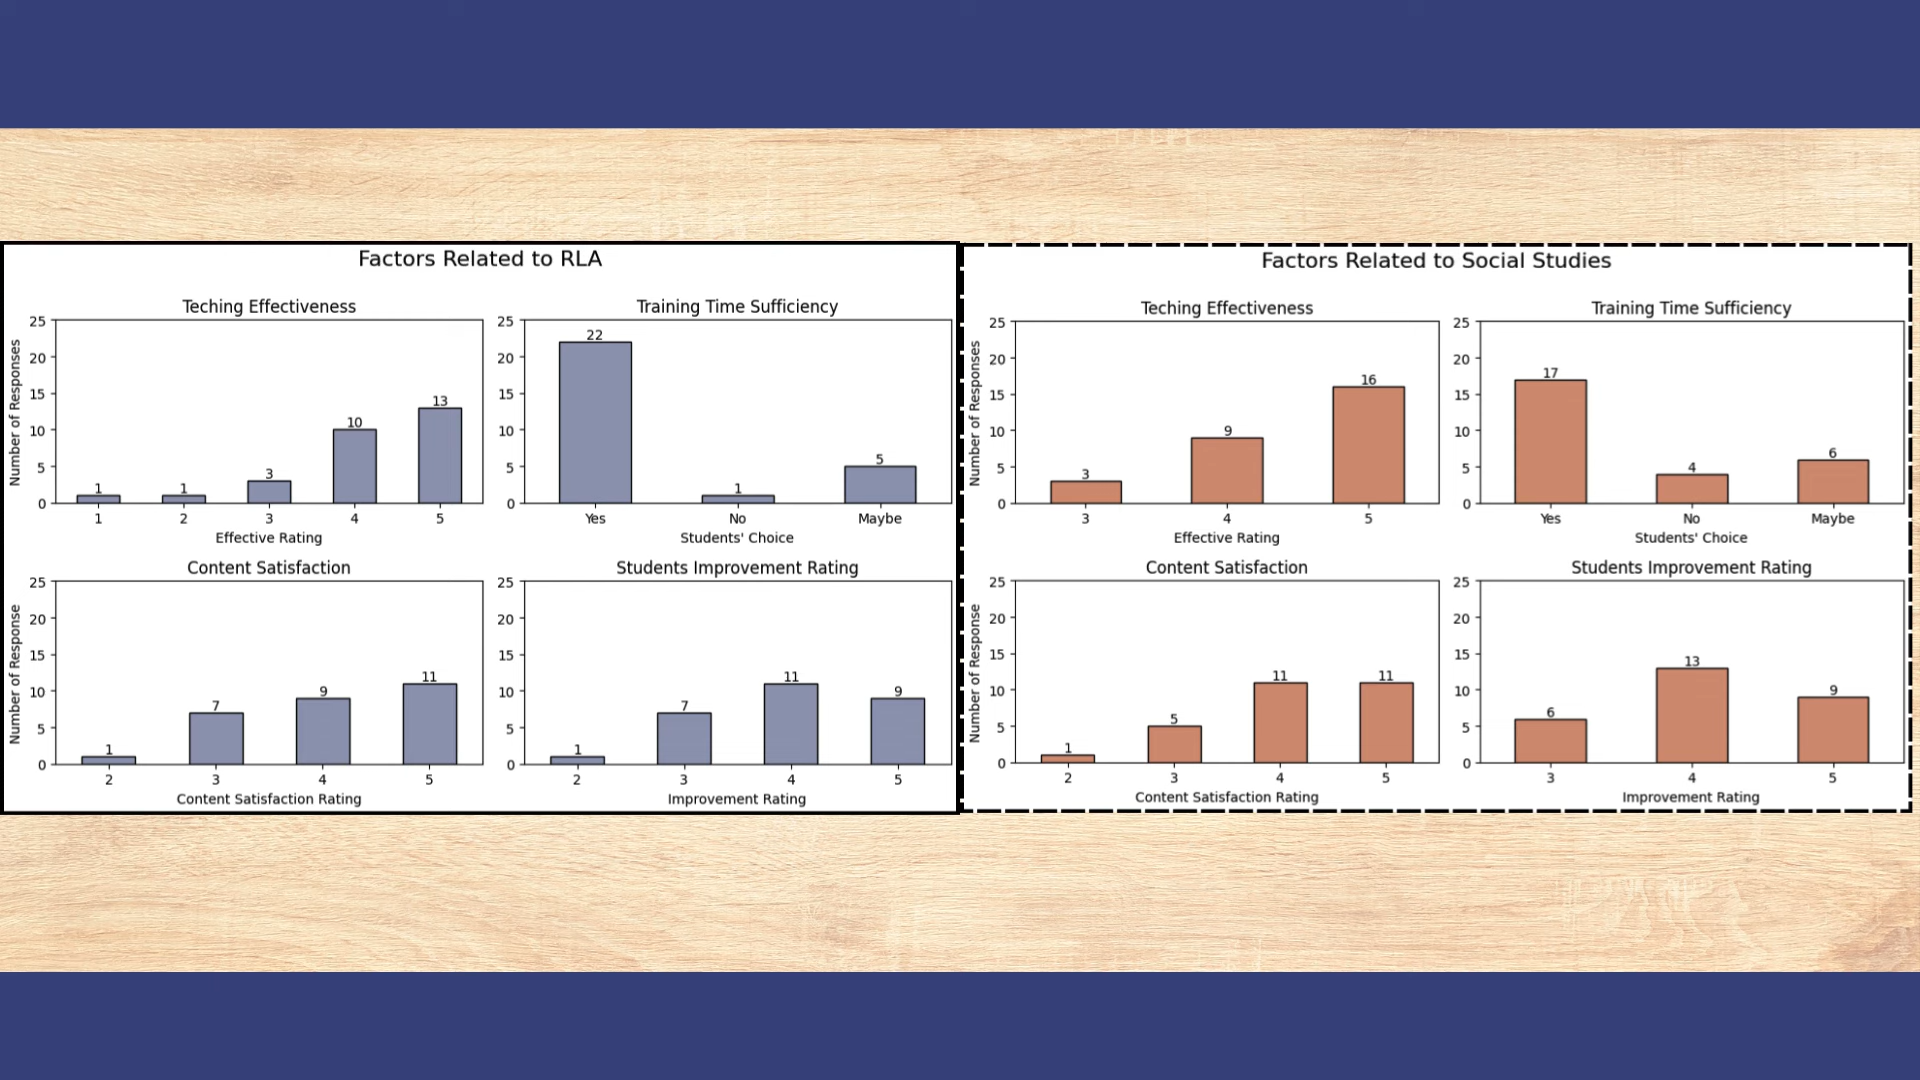 Factors Related to RLA
Teching Effectiveness
25
20
15
10
5
0
Number of Responses
1
1
3
10
13
1 2 3 4 5
Effective Rating
Training Time Sufficiency
25
20
15
10
5
0
22
1
5
Yes No Maybe
Students' Choice
Content Satisfaction
25
20
15
10
5
0
Number of Response
1
7
9
11
2 3 4 5
Content Satisfaction Rating
Students Improvement Rating
25
20
15
10
5
0
1
7
11
9
2 3 4 5
Improvement Rating
Factors Related to Social Studies
Teching Effectiveness
25
20
15
10
5
0
Number of Responses
3
9
16
3 4 5
Effective Rating
Training Time Sufficiency
25
20
15
10
5
0
17
4
6
Yes No Maybe
Students' Choice
Content Satisfaction
25
20
15
10
5
0
Number of Response
1
5
11
11
2 3 4 5
Content Satisfaction Rating
Students Improvement Rating
25
20
15
10
5
0
6
13
9
3 4 5
Improvement Rating